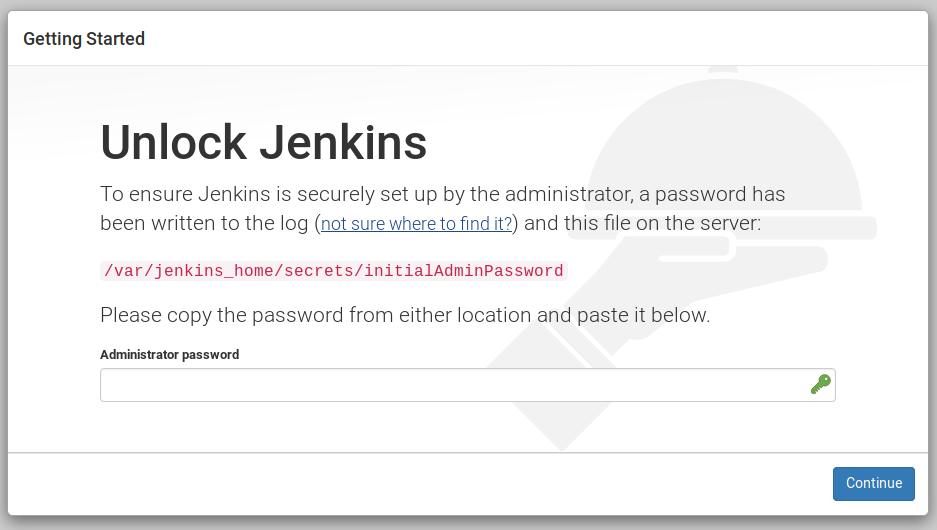 Getting Started
Unlock Jenkins
To ensure Jenkins is securely set up by the administrator, a password has
been written to the log (not sure where to find it?) and this file on the server:
/var/jenkins_home/secrets/initialAdminPassword
Please copy the password from either location and paste it below.
Administrator password
Continue